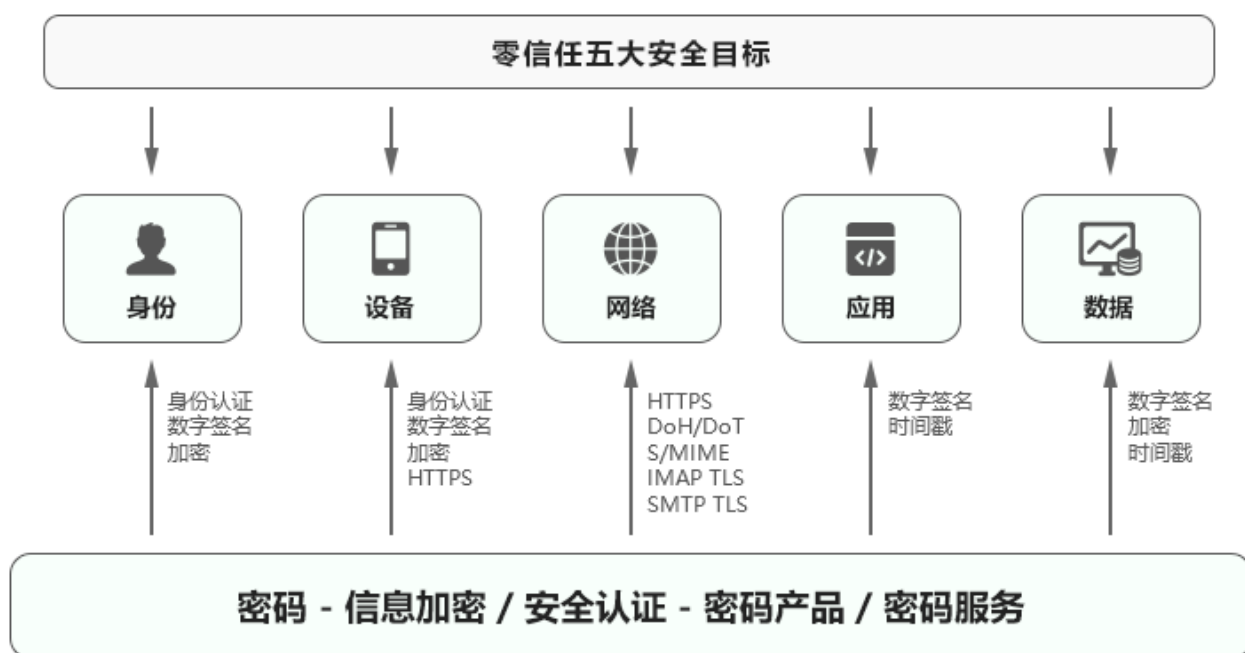 零信任五大安全目标
身份
设备
网络
</>
应用
数据
身份认证
数字签名
加密
身份认证
数字签名
加密
HTTPS
HTTPS
DoH/DoT
S/MIME
IMAP TLS
SMTP TLS
数字签名
时间戳
数字签名
加密
时间戳
密码 - 信息加密 / 安全认证 - 密码产品 / 密码服务